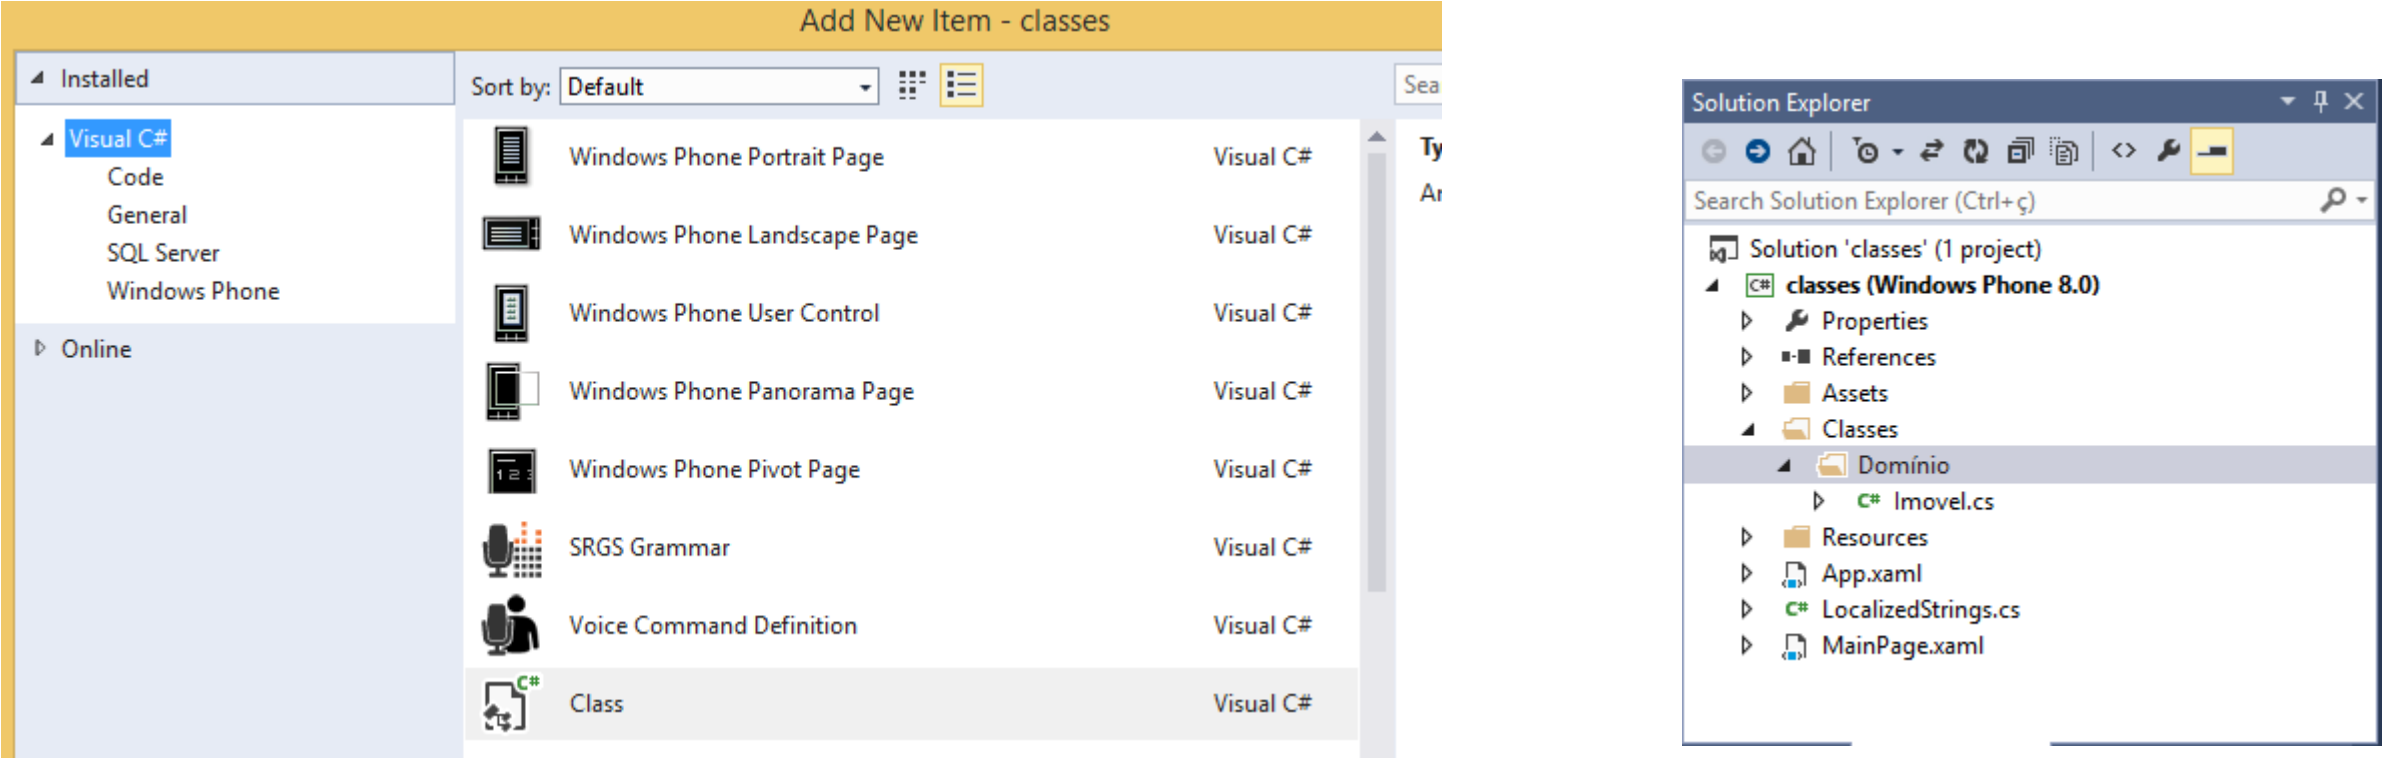 Add New Item - classes
Installed
Visual C#
Code
General
SQL Server
Windows Phone
Online
Sort by: Default
Sea
Windows Phone Portrait Page Visual C#
Windows Phone Landscape Page Visual C#
Windows Phone User Control Visual C#
Windows Phone Panorama Page Visual C#
Windows Phone Pivot Page Visual C#
SRGS Grammar Visual C#
Voice Command Definition Visual C#
Class Visual C#
Ty
Solution Explorer
Search Solution Explorer (Ctrl+ç)
Solution 'classes' (1 project)
classes (Windows Phone 8.0)
Properties
References
Assets
Classes
Domínio
C# Imovel.cs
Resources
App.xaml
C# LocalizedStrings.cs
MainPage.xaml